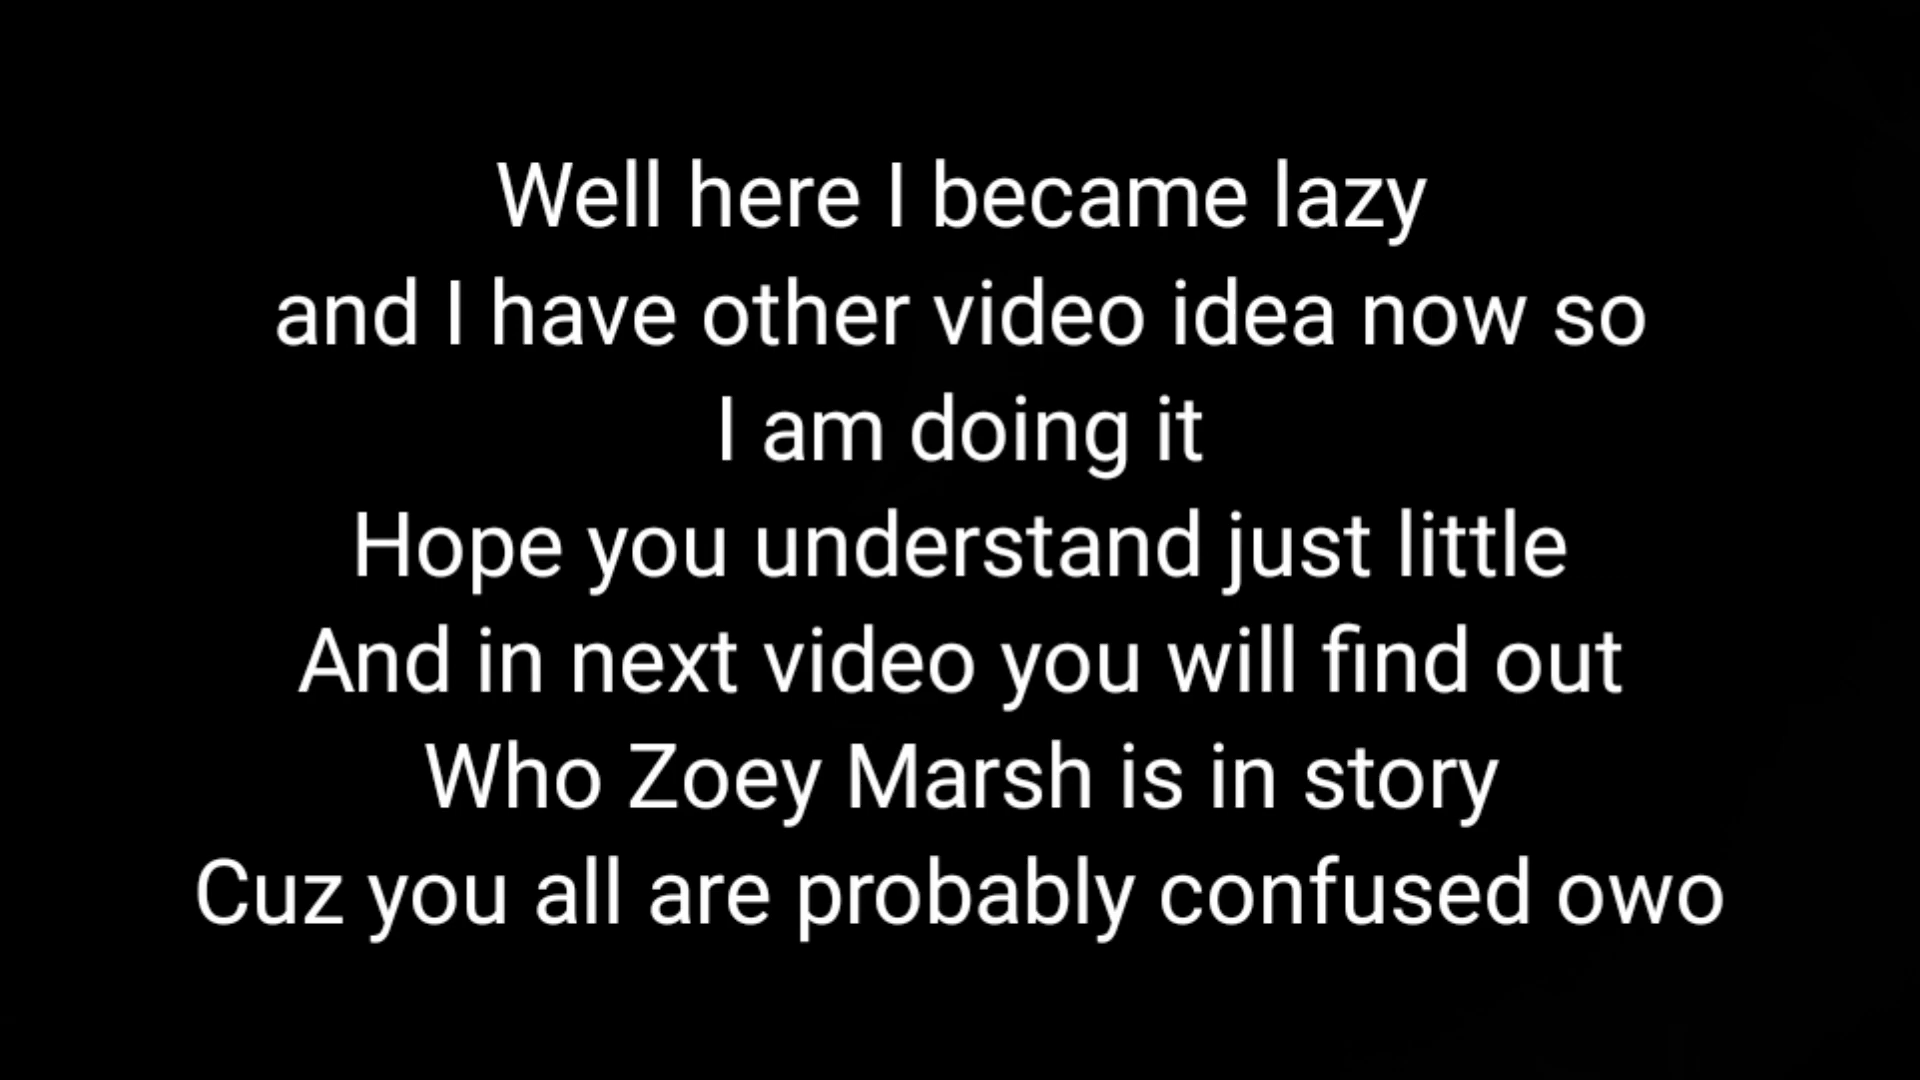 Well here I became lazy
and I have other video idea now so
I am doing it
Hope you understand just little
And in next video you will find out
Who Zoey Marsh is in story
Cuz you all are probably confused owo